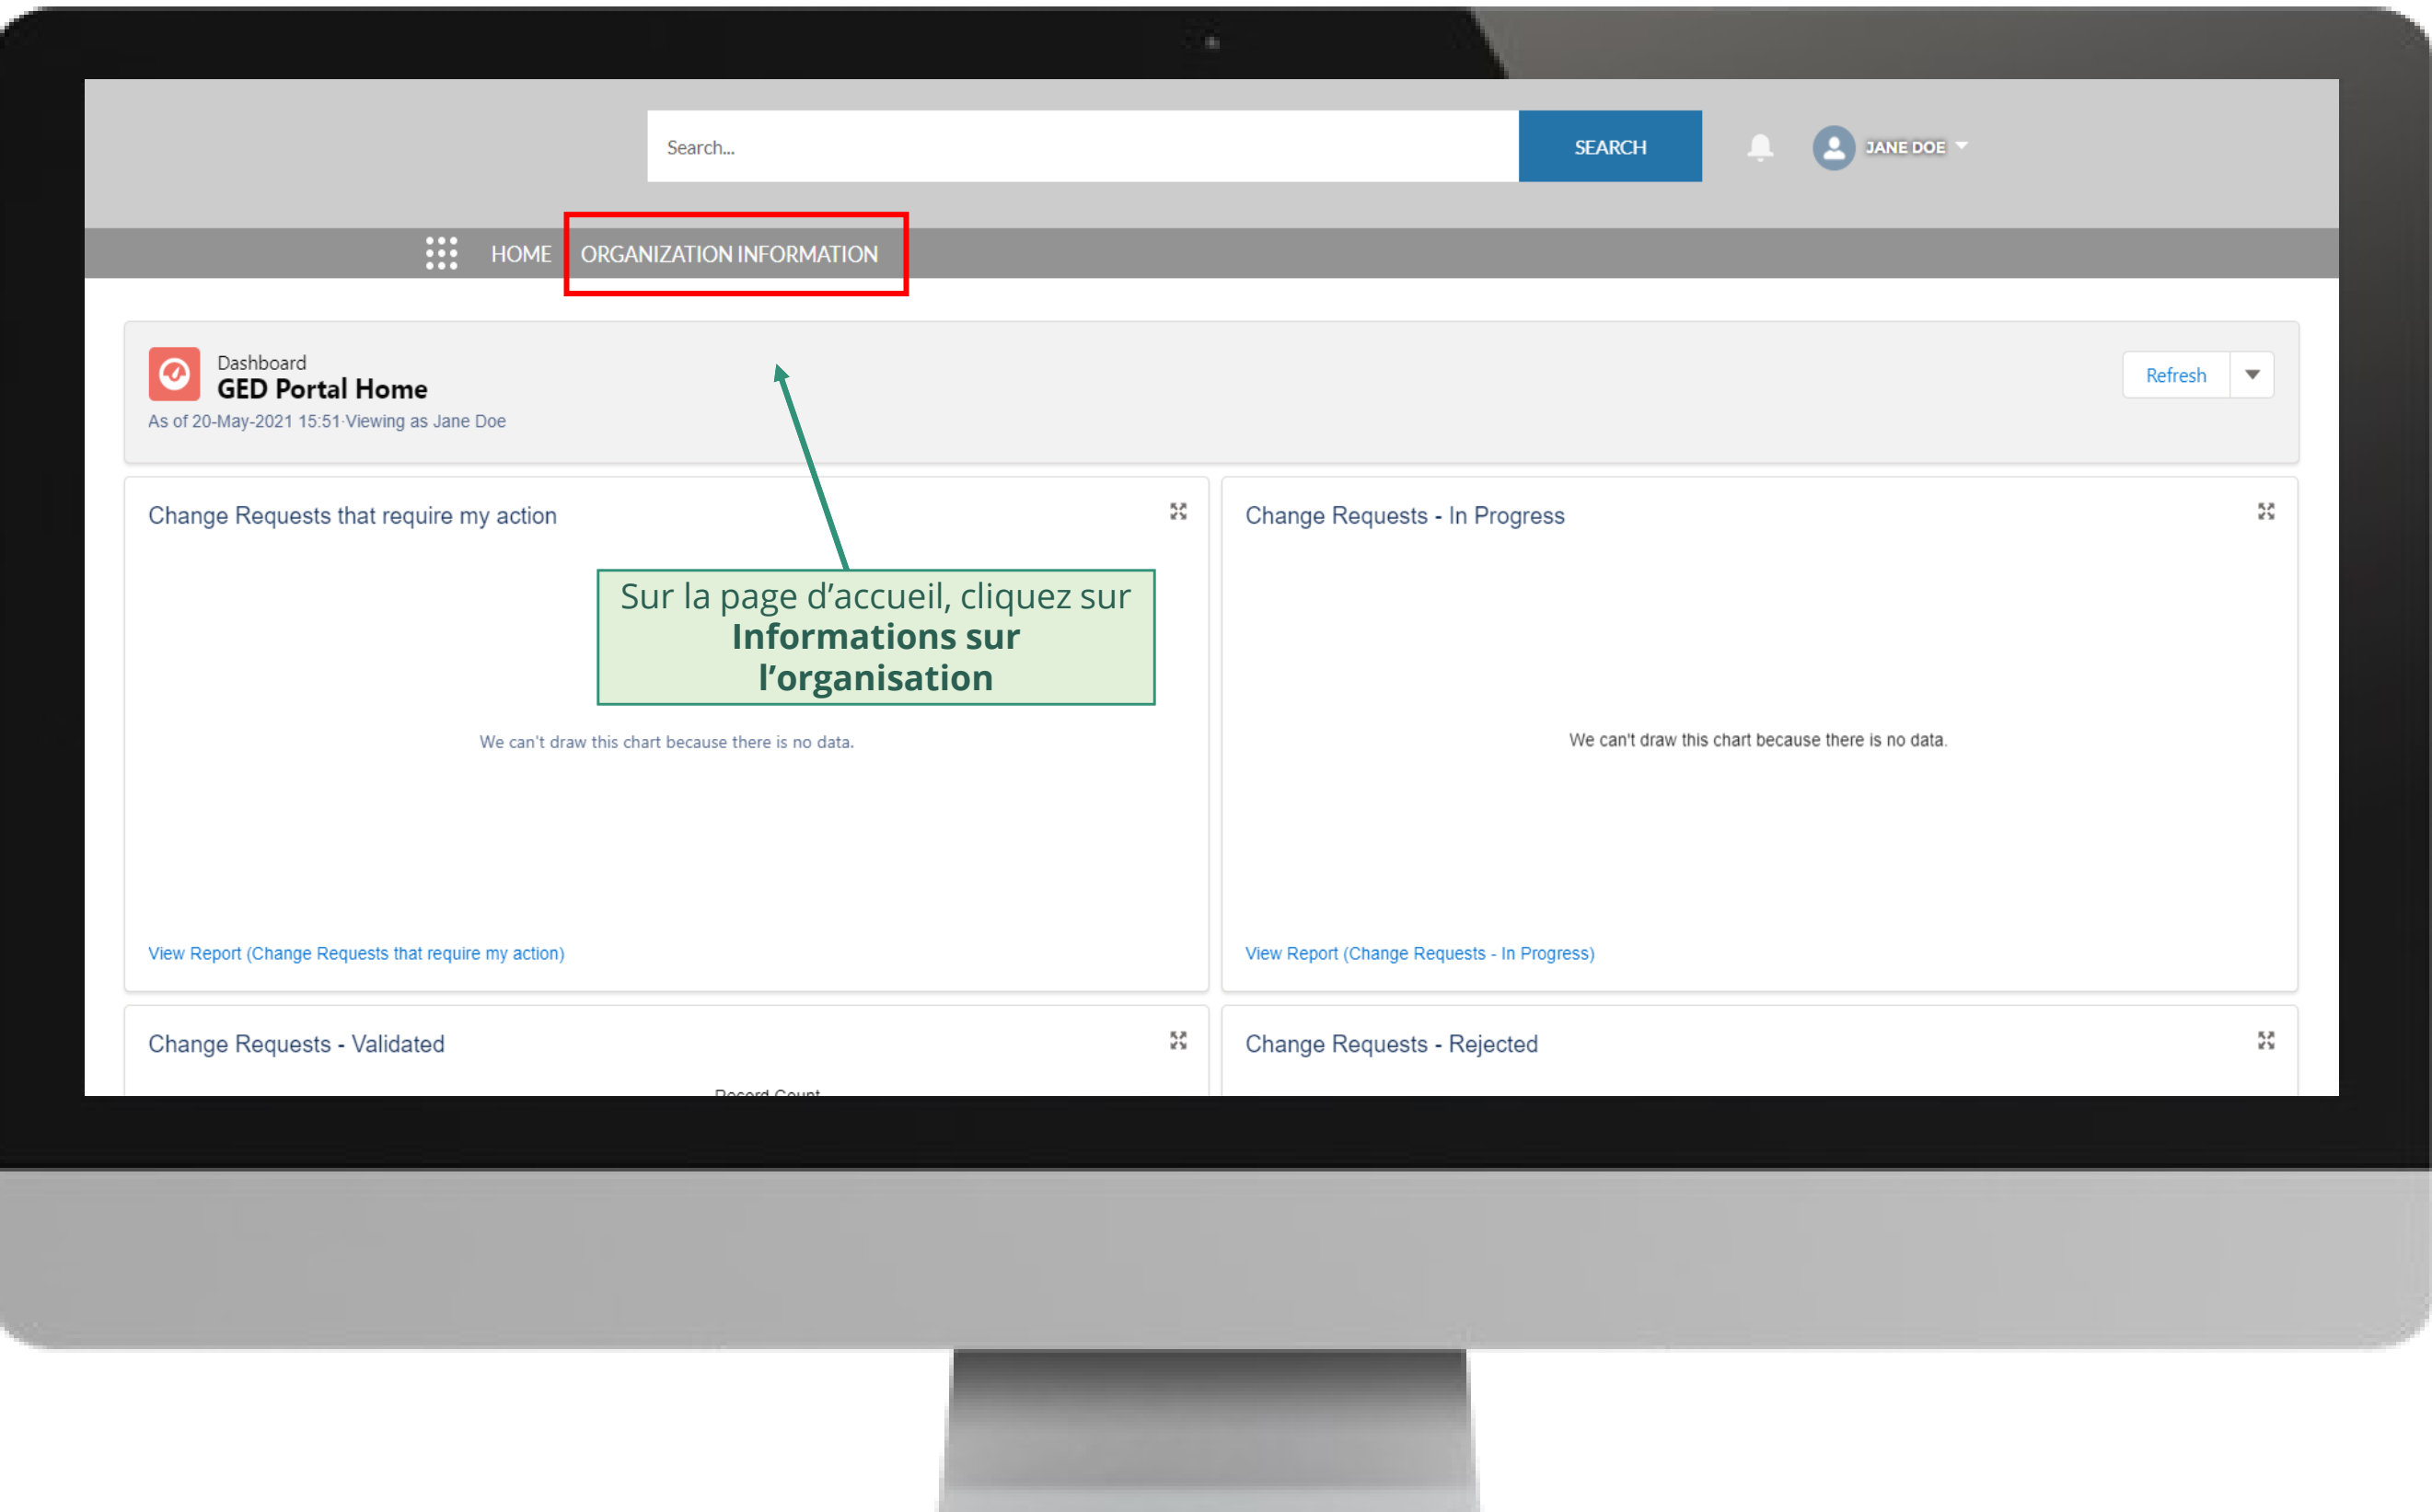 Search...
SEARCH
JANE DOE
HOME
ORGANIZATION INFORMATION
Dashboard
GED Portal Home
As of 20-May-2021 15:51·Viewing as Jane Doe
Refresh
Change Requests that require my action
Change Requests - In Progress
Sur la page d’accueil, cliquez sur
Informations sur
l’organisation
We can't draw this chart because there is no data.
We can't draw this chart because there is no data.
View Report (Change Requests that require my action)
View Report (Change Requests - In Progress)
Change Requests - Validated
Change Requests - Rejected
Record Count